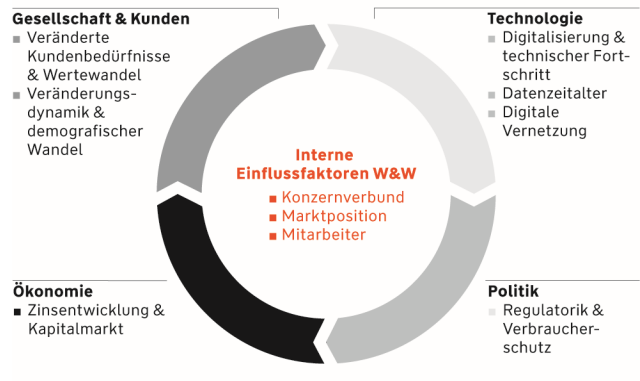 Gesellschaft & Kunden
Veränderte
Kundenbedürfnisse
& Wertewandel
Veränderungs-
dynamik &
demografischer
Wandel
Technologie
Digitalisierung &
technischer Fort-
schritt
Datenzeitalter
Digitale
Vernetzung
Interne
Einflussfaktoren W&W
Konzernverbund
Marktposition
Mitarbeiter
Ökonomie
Zinsentwicklung &
Kapitalmarkt
Politik
Regulatorik &
Verbraucher-
schutz